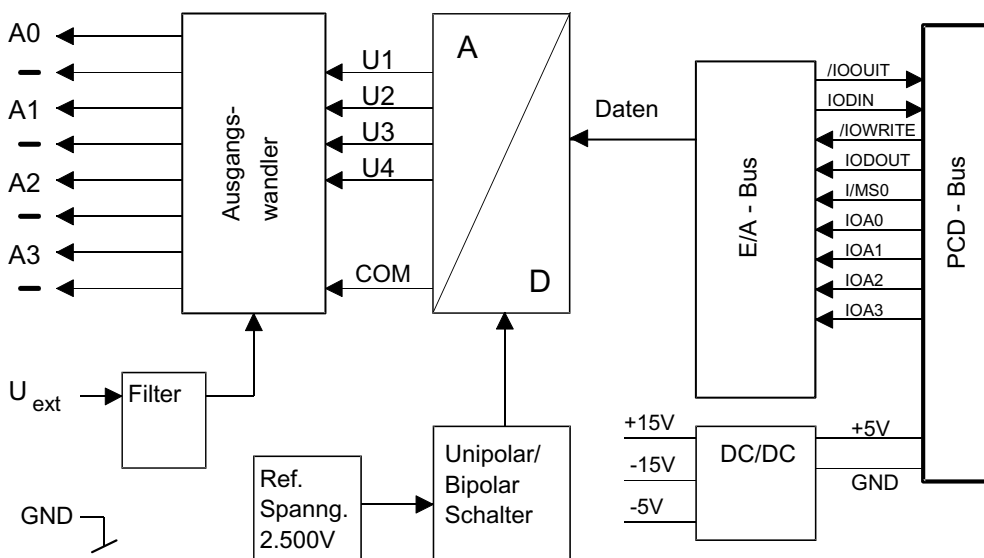 A0
–
A1
–
A2
–
A3
–
Ausgangs-
wandler
U1
U2
U3
U4
COM
A
D
Daten
E/A - Bus
/IOOUIT
IODIN
/IOWRITE
IODOUT
I/MS0
IOA0
IOA1
IOA2
IOA3
PCD - Bus
U ext
Filter
GND
Ref.
Spanng.
2.500V
Unipolar/
Bipolar
Schalter
+15V
-15V
-5V
DC/DC
+5V
GND